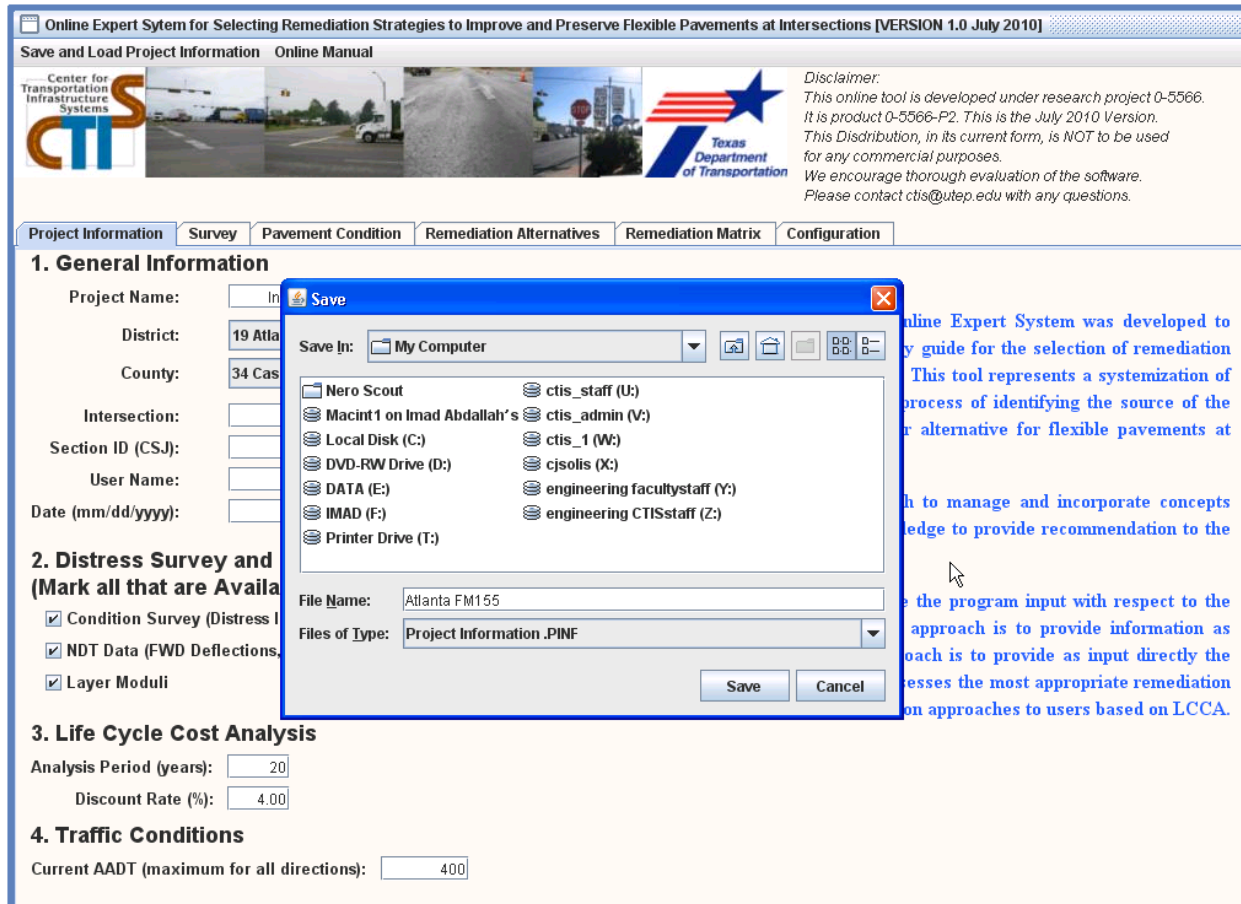 Online Expert Sytem for Selecting Remediation Strategies to Improve and Preserve Flexible Pavements at Intersections [VERSION 1.0 July 2010]
Save and Load Project Information Online Manual
Center for
Transportation
Infrastructure
Systems
CTIS
STOP
Texas
Department
of Transportation
Disclaimer:
This online tool is developed under research project 0-5566.
It is product 0-5566-P2. This is the July 2010 Version.
This Disdribution, in its current form, is NOT to be used
for any commercial purposes.
We encourage thorough evaluation of the software.
Please contact ctis@utep.edu with any questions.
Project Information Survey Pavement Condition Remediation Alternatives Remediation Matrix Configuration
1. General Information
Project Name: In
District: 19 Atla
County: 34 Cas
Intersection:
Section ID (CSJ):
User Name:
Date (mm/dd/yyyy):
2. Distress Survey and
(Mark all that are Availa
Condition Survey (Distress I
NDT Data (FWD Deflections,
Layer Moduli
3. Life Cycle Cost Analysis
Analysis Period (years): 20
Discount Rate (%): 4.00
4. Traffic Conditions
Current AADT (maximum for all directions): 400
Save
Save In: My Computer
Nero Scout
Macint1 on Imad Abdallah's
Local Disk (C:)
DVD-RW Drive (D:)
DATA (E:)
IMAD (F:)
Printer Drive (T:)
ctis_staff (U:)
ctis_admin (V:)
ctis_1 (W:)
cjsolis (X:)
engineering facultystaff (Y:)
engineering CTISstaff (Z:)
File Name: Atlanta FM155
Files of Type: Project Information .PINF
Save Cancel
nline Expert System was developed to
y guide for the selection of remediation
This tool represents a systemization of
process of identifying the source of the
r alternative for flexible pavements at
h to manage and incorporate concepts
ledge to provide recommendation to the
e the program input with respect to the
approach is to provide information as
oach is to provide as input directly the
sesses the most appropriate remediation
on approaches to users based on LCCA.